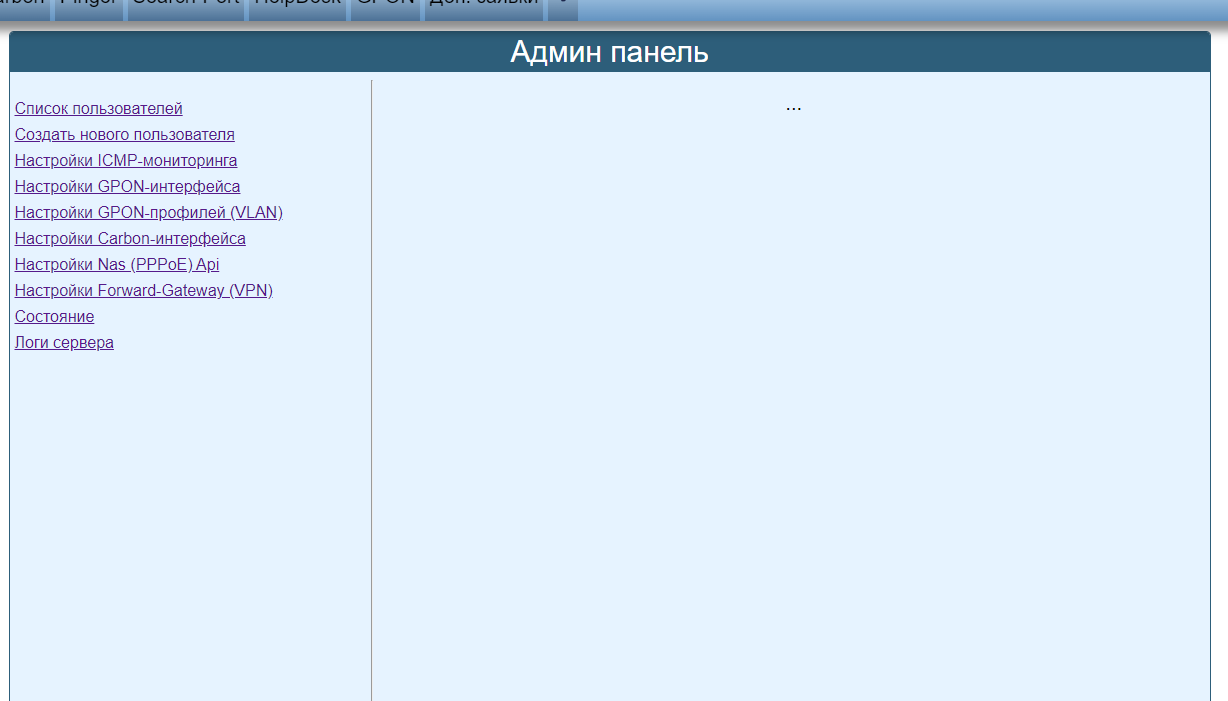 Pinger Search Port HelpDesk GPON Доп. заявки
Админ панель
Список пользователей
Создать нового пользователя
Настройки ICMP-мониторинга
Настройки GPON-интерфейса
Настройки GPON-профилей (VLAN)
Настройки Carbon-интерфейса
Настройки Nas (PPPoE) Api
Настройки Forward-Gateway (VPN)
Состояние
Логи сервера
...